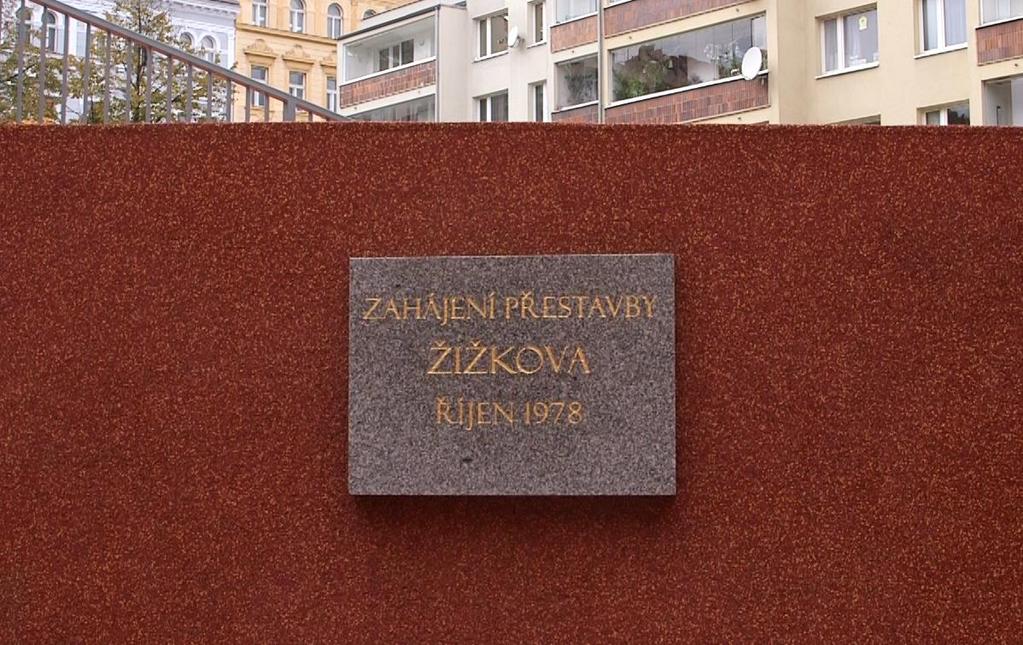 ZAHÁJENÍ PŘESTAVBY
ŽIŽKOVA
ŘÍJEN 1978